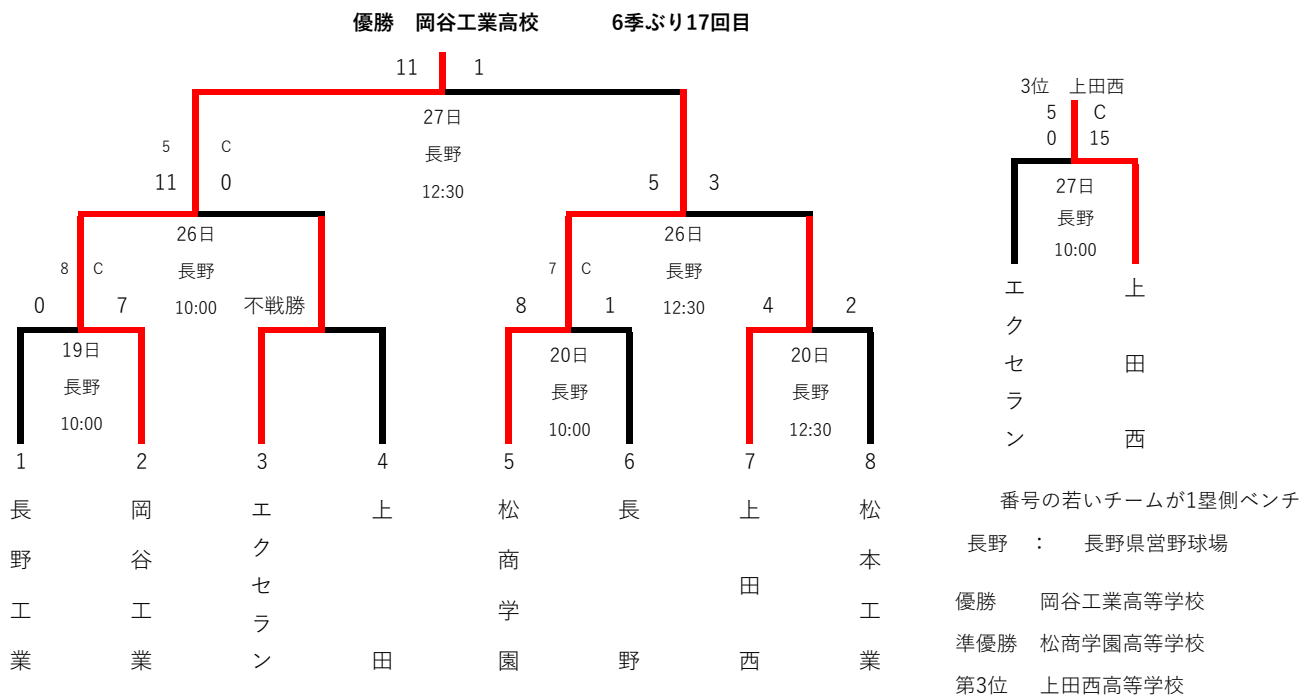 優勝　岡谷工業高校　　　6季ぶり17回目
11 1
27日
長野
12:30
5 C
11 0
5 3
26日
長野
10:00
26日
長野
12:30
8 C
0 7
不戦勝
7 C
8 1
4 2
19日
長野
10:00
20日
長野
10:00
20日
長野
12:30
1 2 3 4 5 6 7 8
長野工業
岡谷工業
エクセラン
上田
松商学園
長野
上田西
松本工業
3位　上田西
5 C
0 15
27日
長野
10:00
エクセラン
上田西
番号の若いチームが1塁側ベンチ
長野　：　長野県営野球場
優勝　岡谷工業高等学校
準優勝　松商学園高等学校
第3位　上田西高等学校